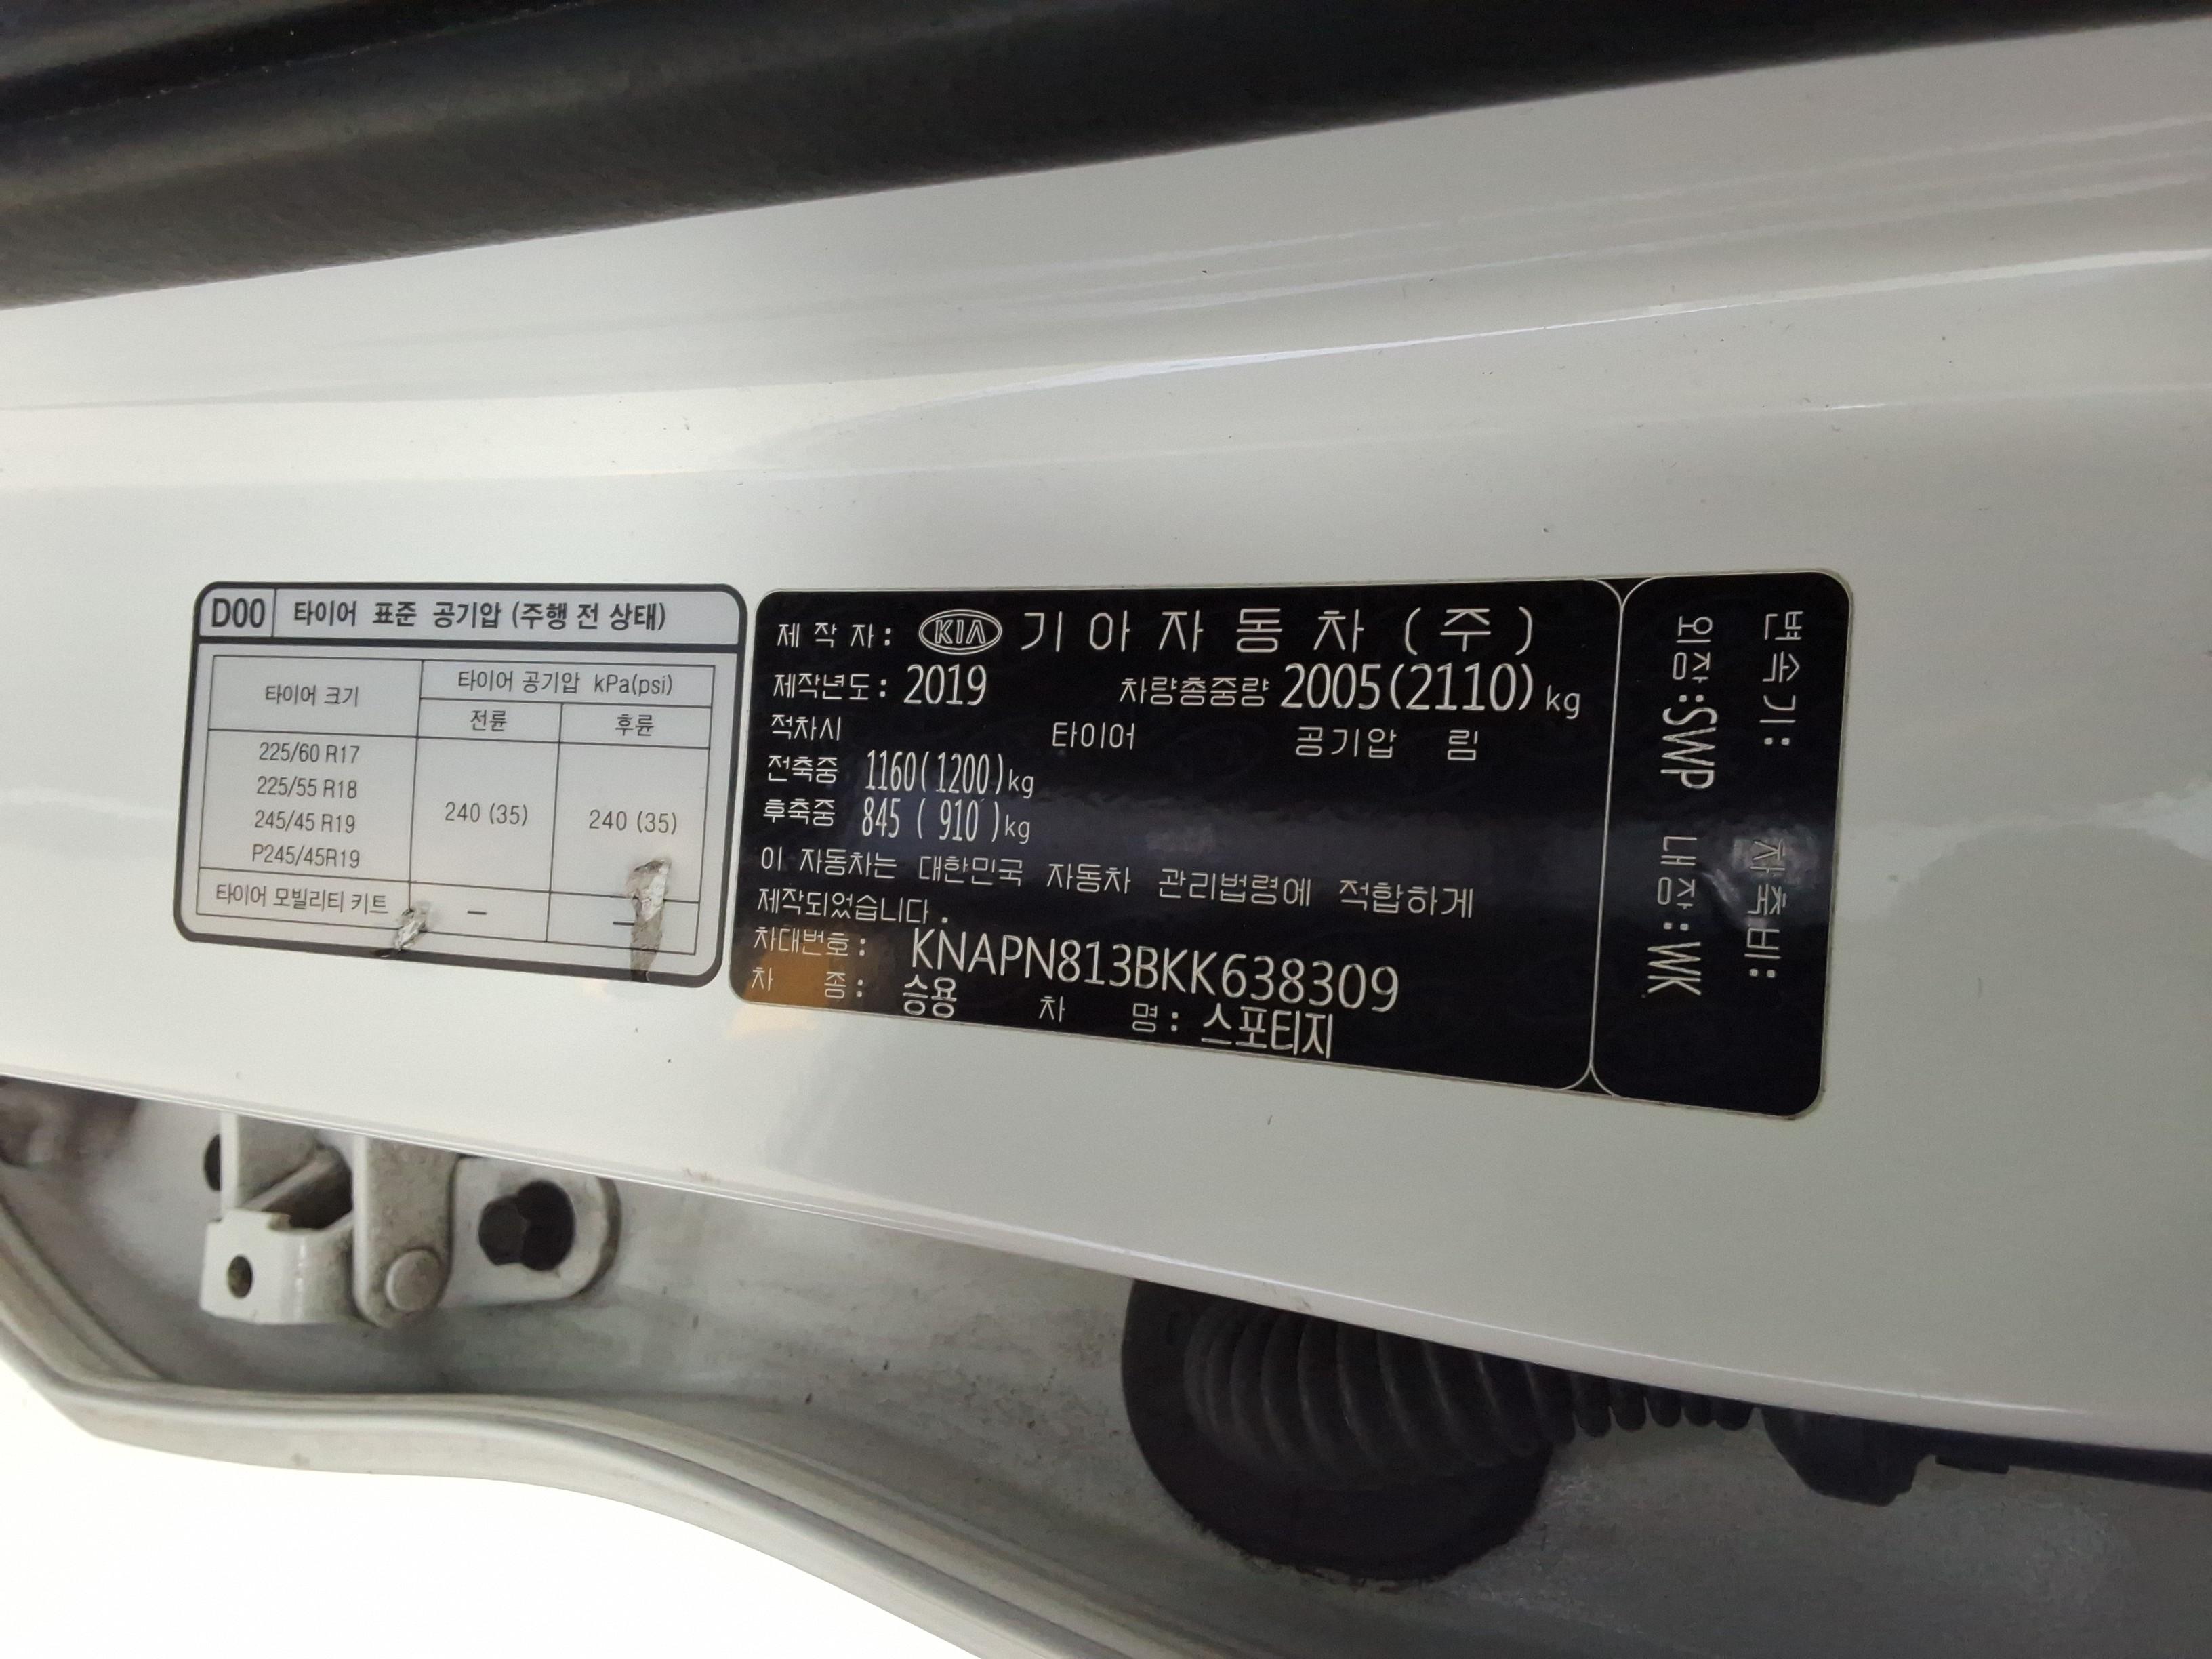 D00 타이어 표준 공기압 (주행 전 상태)
타이어 크기
타이어 공기압 kPa(psi)
전륜 후륜
225/60 R17
225/55 R18
245/45 R19
P245/45R19
240 (35) 240 (35)
타이어 모빌리티 키트 – –
제작자: KIA 기아자동차(주)
제작년도: 2019 차량총중량 2005(2110)kg
적차시 타이어 공기압 림
전축중 1160(1200)kg
후축중 845 ( 910 )kg
이 자동차는 대한민국 자동차 관리법령에 적합하게
제작되었습니다.
차대번호: KNAPN813BKK638309
차 종: 승용 차 명: 스포티지
변속기: 차축비:
외장:SWP 내장:WK